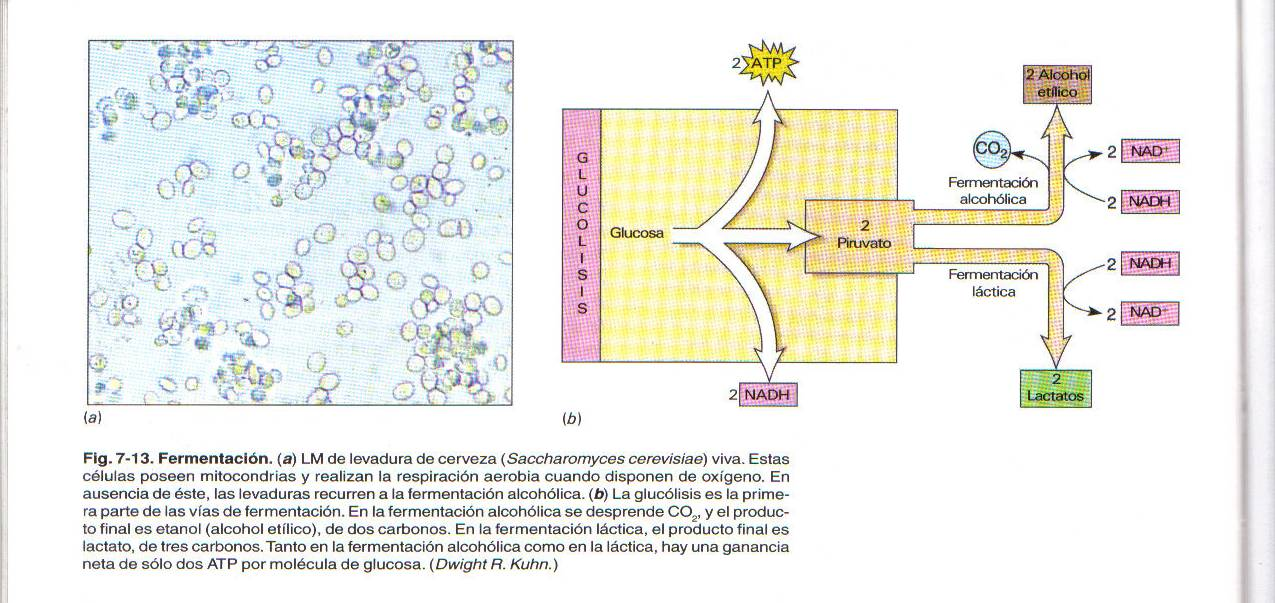 2 ATP
GLUCOLISIS
Glucosa
2
Piruvato
2 NADH
2 Alcohol
etílico
CO2
Fermentación
alcohólica
2 NAD+
2 NADH
Fermentación
láctica
2 NADH
2 NAD+
2
Lactatos
(a)
(b)
Fig. 7-13. Fermentación. (a) LM de levadura de cerveza (Saccharomyces cerevisiae) viva. Estas
células poseen mitocondrias y realizan la respiración aerobia cuando disponen de oxígeno. En
ausencia de éste, las levaduras recurren a la fermentación alcohólica. (b) La glucólisis es la prime-
ra parte de las vías de fermentación. En la fermentación alcohólica se desprende CO2, y el produc-
to final es etanol (alcohol etílico), de dos carbonos. En la fermentación láctica, el producto final es
lactato, de tres carbonos. Tanto en la fermentación alcohólica como en la láctica, hay una ganancia
neta de sólo dos ATP por molécula de glucosa. (Dwight R. Kuhn.)